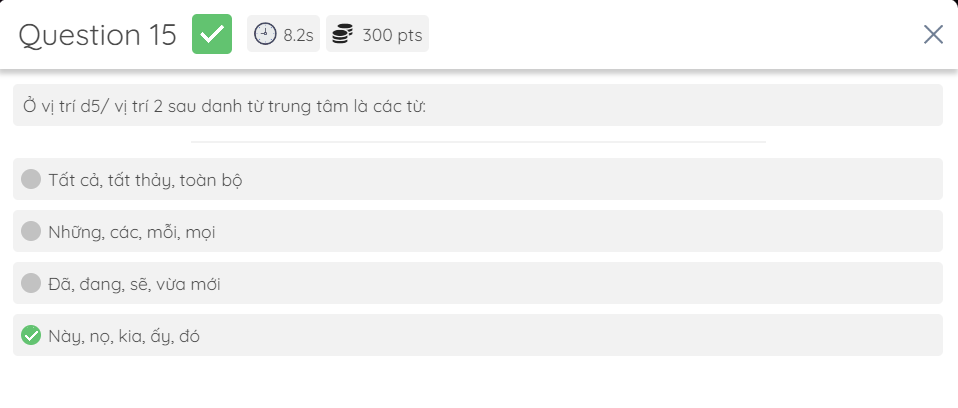 Question 15
8.2s
300 pts
Ở vị trí d5/ vị trí 2 sau danh từ trung tâm là các từ:
Tất cả, tất thảy, toàn bộ
Những, các, mỗi, mọi
Đã, đang, sẽ, vừa mới
Này, nọ, kia, ấy, đó